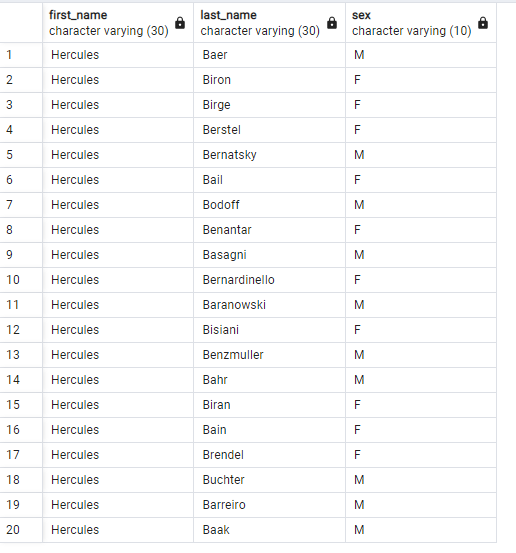 first_name last_name sex
character varying (30) character varying (30) character varying (10)
1 Hercules Baer M
2 Hercules Biron F
3 Hercules Birge F
4 Hercules Berstel F
5 Hercules Bernatsky M
6 Hercules Bail F
7 Hercules Bodoff M
8 Hercules Benantar F
9 Hercules Basagni M
10 Hercules Bernardinello F
11 Hercules Baranowski M
12 Hercules Bisiani F
13 Hercules Benzmuller M
14 Hercules Bahr M
15 Hercules Biran F
16 Hercules Bain F
17 Hercules Brendel F
18 Hercules Buchter M
19 Hercules Barreiro M
20 Hercules Baak M